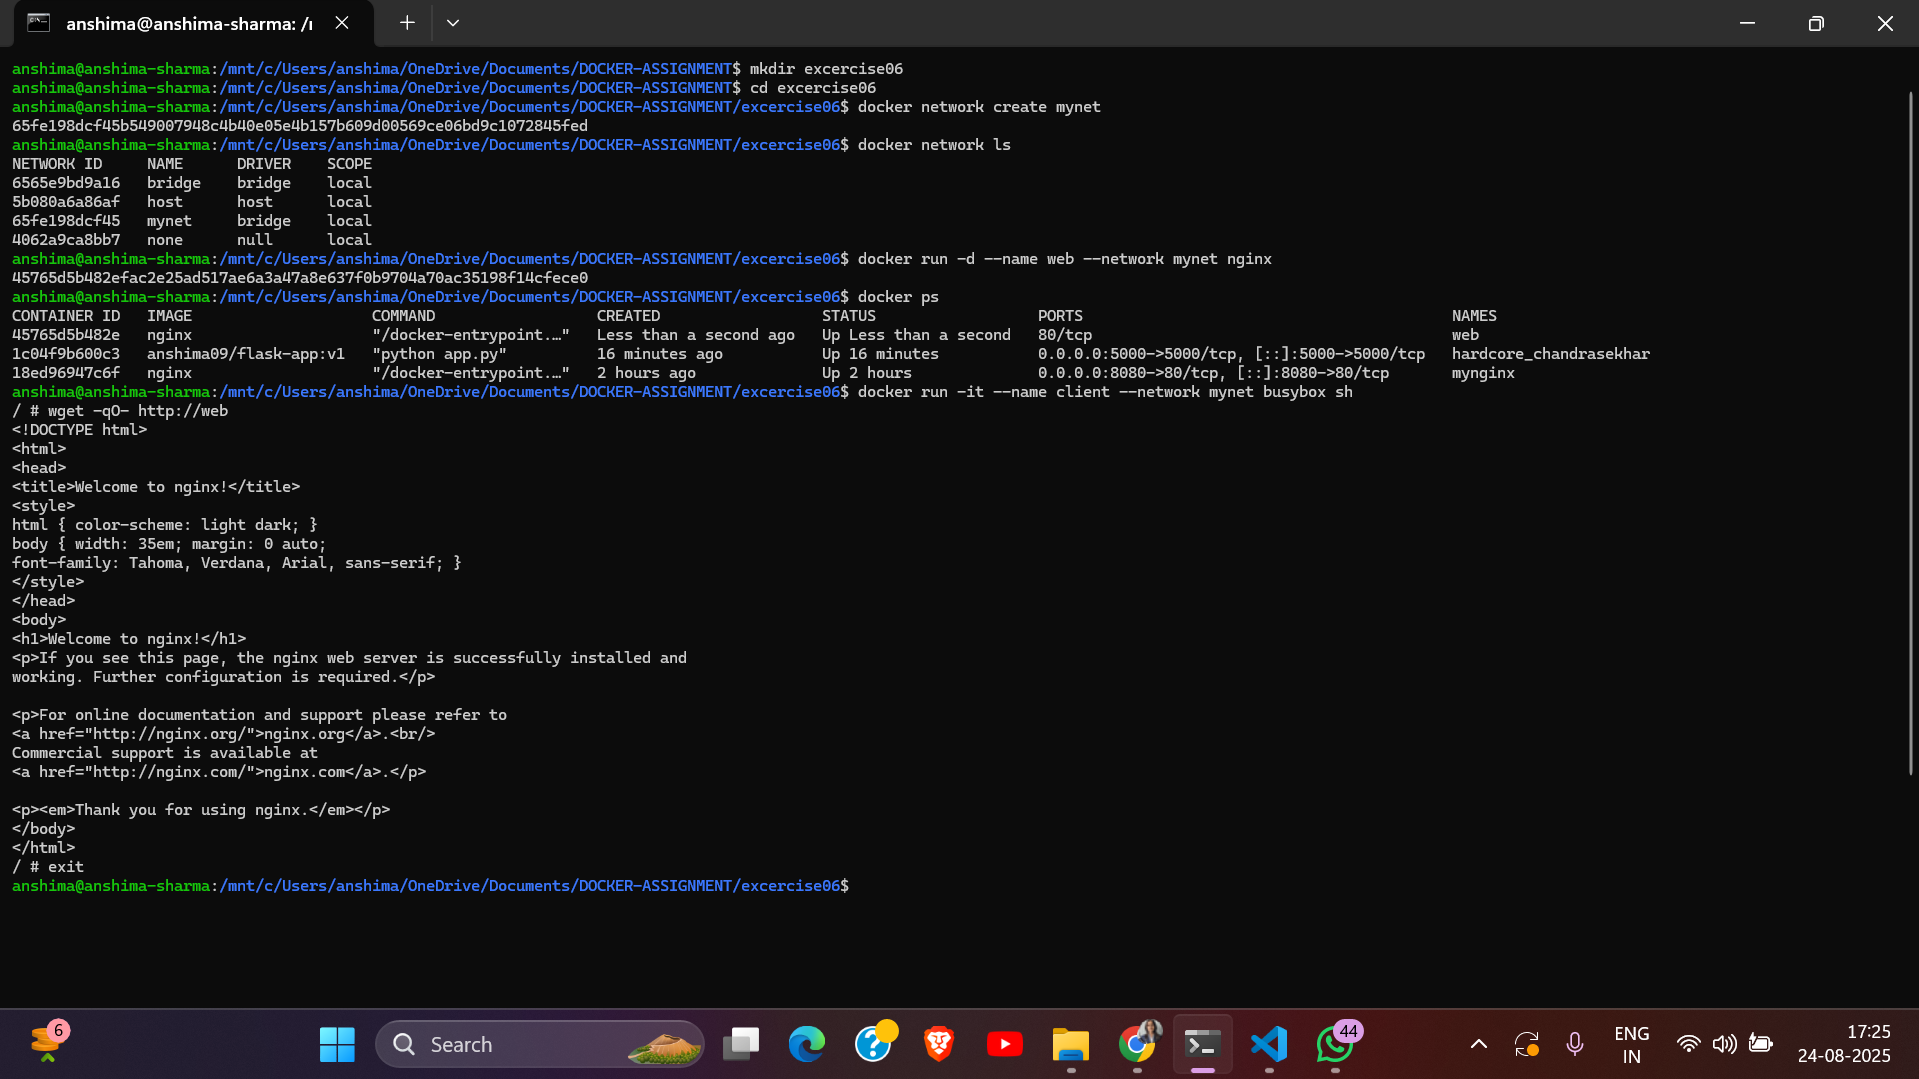 anshima@anshima-sharma: /r
anshima@anshima-sharma:/mnt/c/Users/anshima/OneDrive/Documents/DOCKER-ASSIGNMENT$ mkdir excercise06
anshima@anshima-sharma:/mnt/c/Users/anshima/OneDrive/Documents/DOCKER-ASSIGNMENT$ cd excercise06
anshima@anshima-sharma:/mnt/c/Users/anshima/OneDrive/Documents/DOCKER-ASSIGNMENT/excercise06$ docker network create mynet
65fe198dcf45b549007948c4b40e05e4b157b609d00569ce06bd9c1072845fed
anshima@anshima-sharma:/mnt/c/Users/anshima/OneDrive/Documents/DOCKER-ASSIGNMENT/excercise06$ docker network ls
NETWORK ID   NAME      DRIVER    SCOPE
6565e9bd9a16   bridge    bridge    local
5b080a6a86af   host      host      local
65fe198dcf45   mynet     bridge    local
4062a9ca8bb7   none      null      local
anshima@anshima-sharma:/mnt/c/Users/anshima/OneDrive/Documents/DOCKER-ASSIGNMENT/excercise06$ docker run -d --name web --network mynet nginx
45765d5b482efac2e25ad517ae6a3a47a8e637f0b9704a70ac35198f14cfece0
anshima@anshima-sharma:/mnt/c/Users/anshima/OneDrive/Documents/DOCKER-ASSIGNMENT/excercise06$ docker ps
CONTAINER ID   IMAGE                    COMMAND                  CREATED                  STATUS                  PORTS                                         NAMES
45765d5b482e   nginx                    "/docker-entrypoint.…"   Less than a second ago   Up Less than a second   80/tcp                                        web
1c04f9b600c3   anshima09/flask-app:v1   "python app.py"          16 minutes ago           Up 16 minutes           0.0.0.0:5000->5000/tcp, [::]:5000->5000/tcp   hardcore_chandrasekhar
18ed96947c6f   nginx                    "/docker-entrypoint.…"   2 hours ago              Up 2 hours              0.0.0.0:8080->80/tcp, [::]:8080->80/tcp       mynginx
anshima@anshima-sharma:/mnt/c/Users/anshima/OneDrive/Documents/DOCKER-ASSIGNMENT/excercise06$ docker run -it --name client --network mynet busybox sh
/ # wget -qO- http://web
<!DOCTYPE html>
<html>
<head>
<title>Welcome to nginx!</title>
<style>
html { color-scheme: light dark; }
body { width: 35em; margin: 0 auto;
font-family: Tahoma, Verdana, Arial, sans-serif; }
</style>
</head>
<body>
<h1>Welcome to nginx!</h1>
<p>If you see this page, the nginx web server is successfully installed and
working. Further configuration is required.</p>
<p>For online documentation and support please refer to
<a href="http://nginx.org/">nginx.org</a>.<br/>
Commercial support is available at
<a href="http://nginx.com/">nginx.com</a>.</p>
<p><em>Thank you for using nginx.</em></p>
</body>
</html>
/ # exit
anshima@anshima-sharma:/mnt/c/Users/anshima/OneDrive/Documents/DOCKER-ASSIGNMENT/excercise06$
6
Search
44
ENG
IN
17:25
24-08-2025